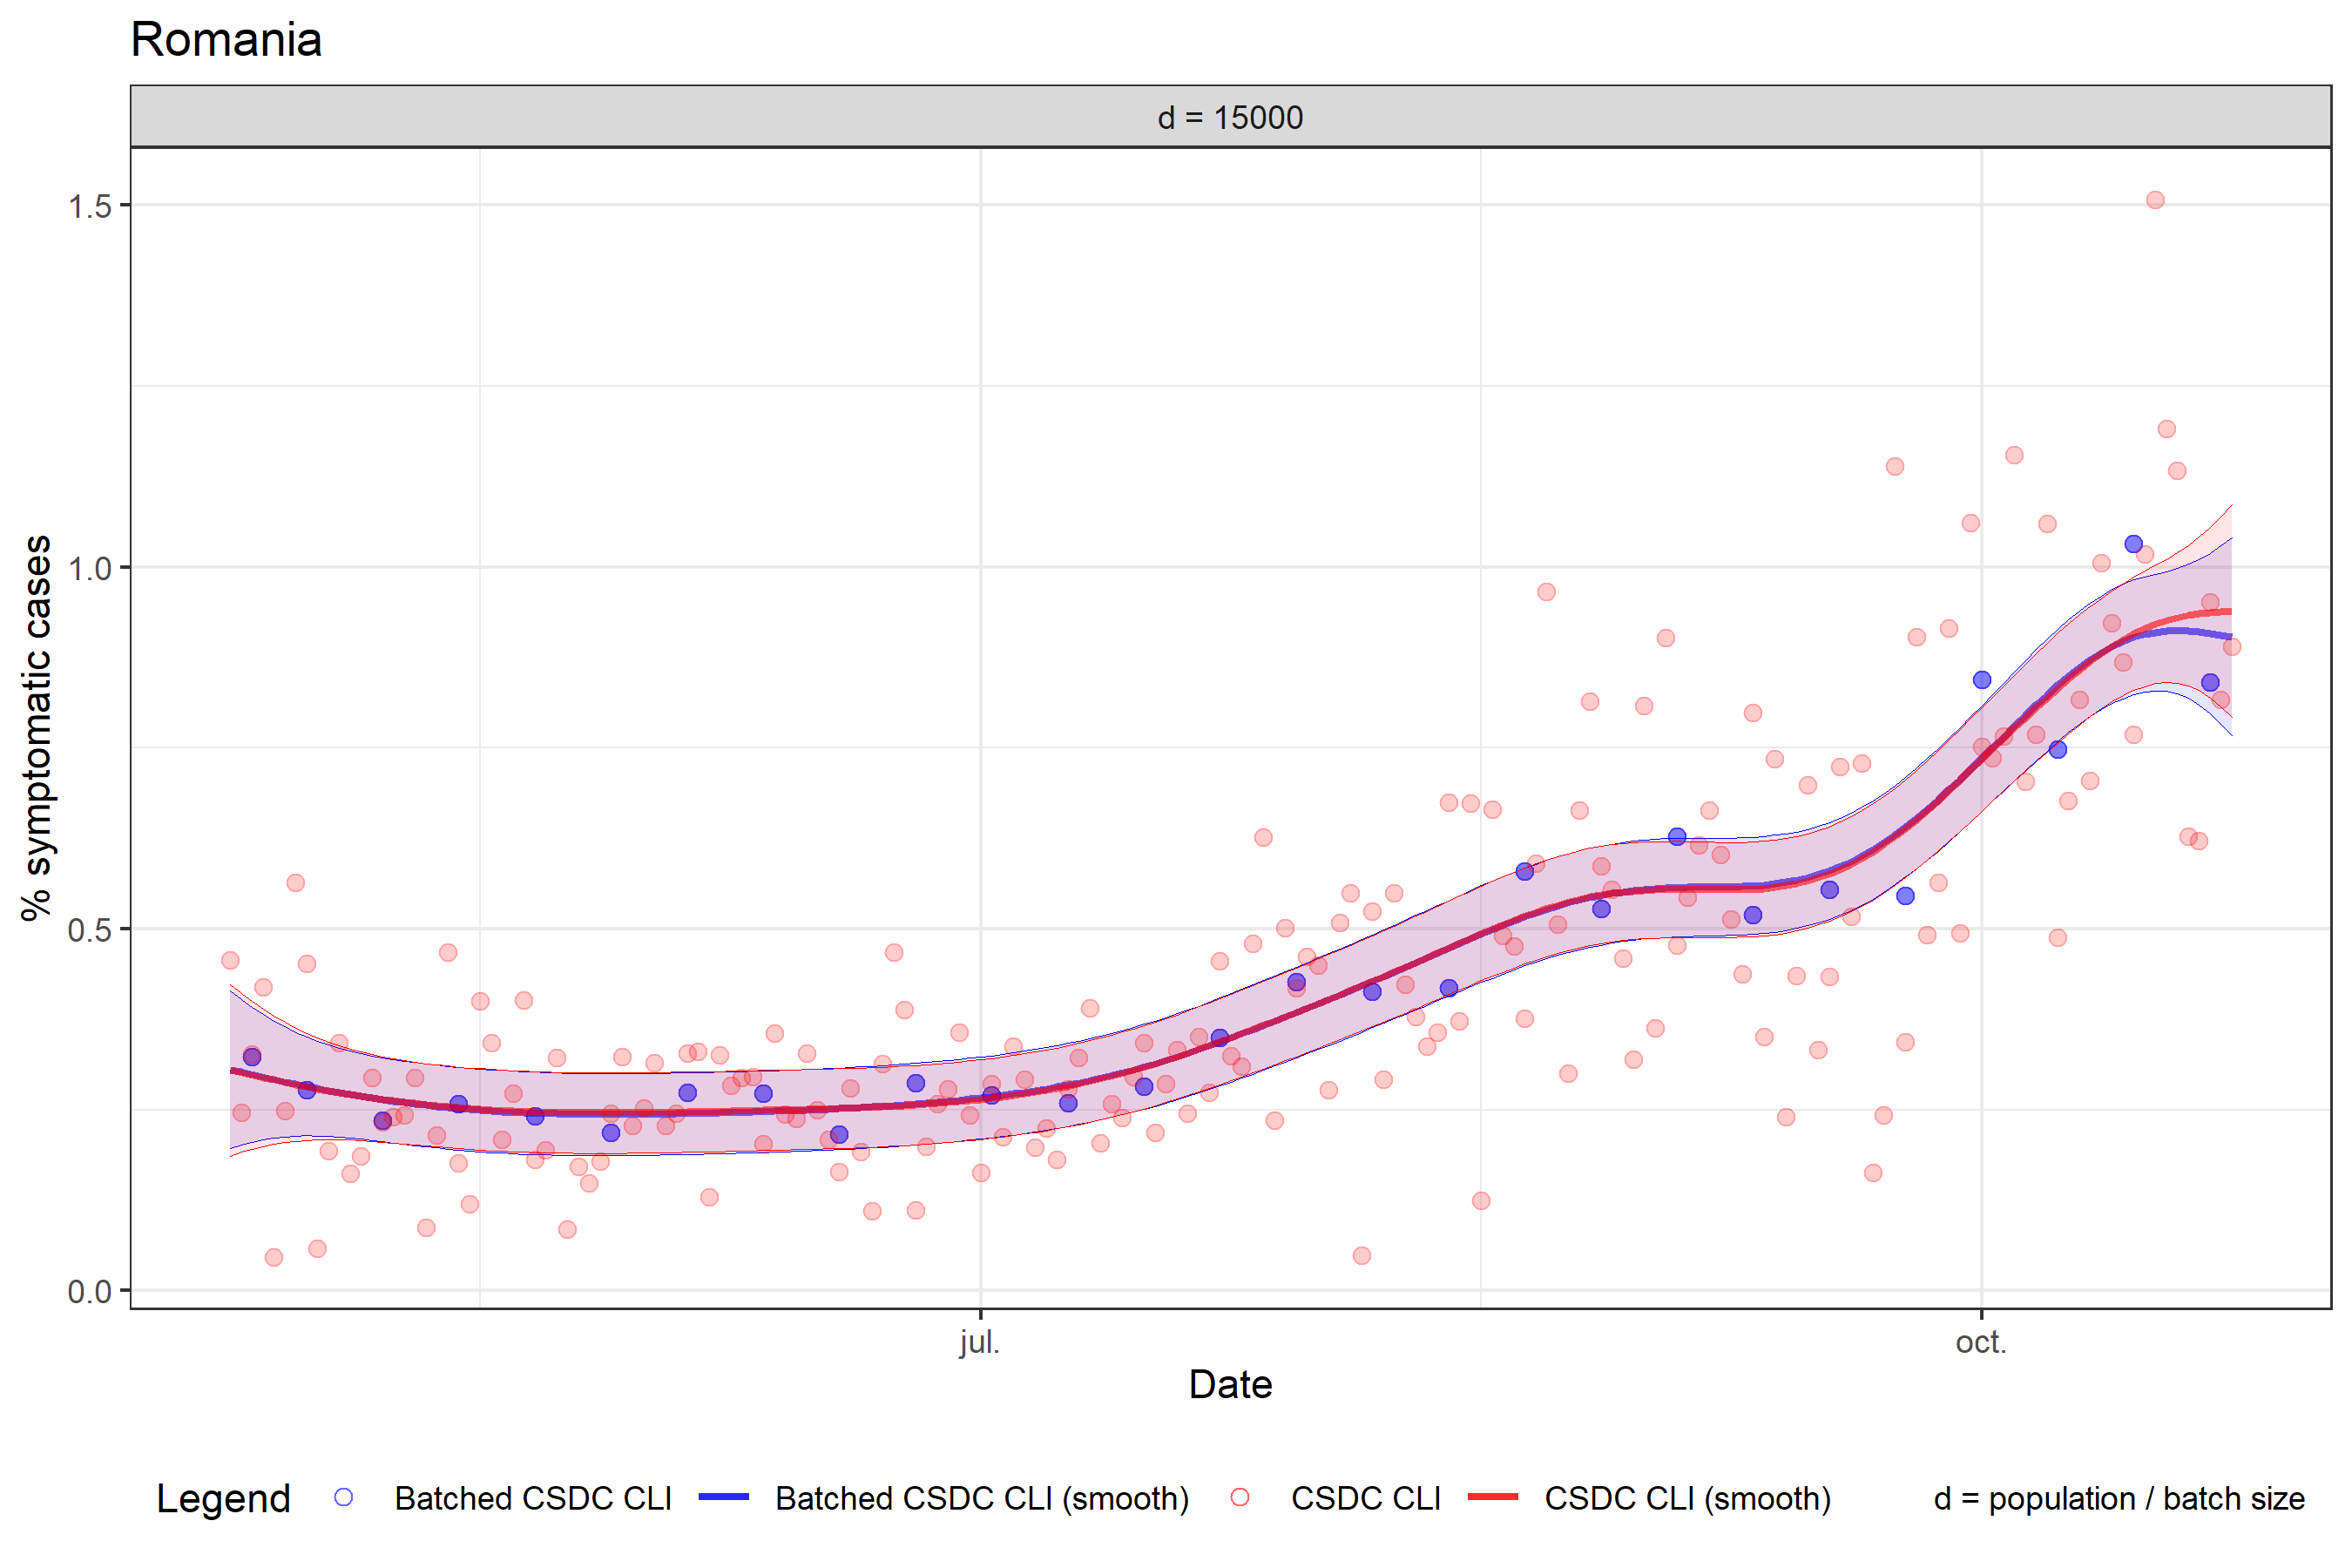 Romania
d = 15000
% symptomatic cases
1.5
1.0
0.5
0.0
jul.
oct.
Date
Legend
Batched CSDC CLI
Batched CSDC CLI (smooth)
CSDC CLI
CSDC CLI (smooth)
d = population / batch size